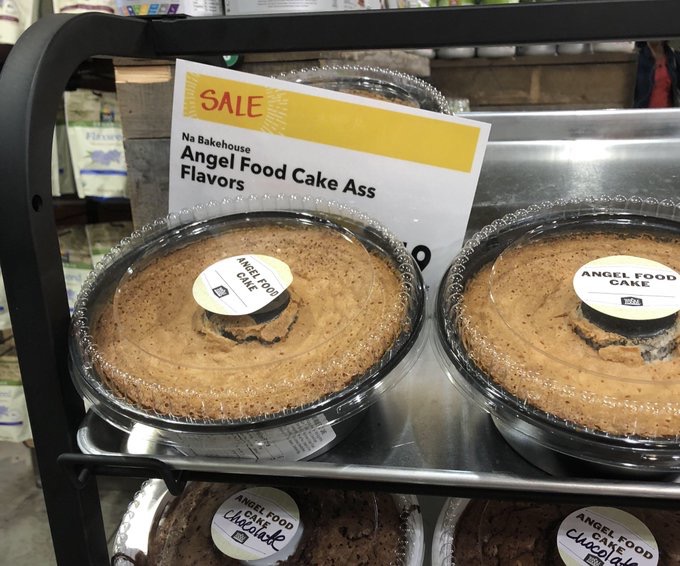 SALE
Na Bakehouse
Angel Food Cake Ass
Flavors
9
ANGEL FOOD
CAKE
ANGEL FOOD
CAKE
ANGEL FOOD
CAKE
chocolate
ANGEL FOOD
CAKE
chocolate